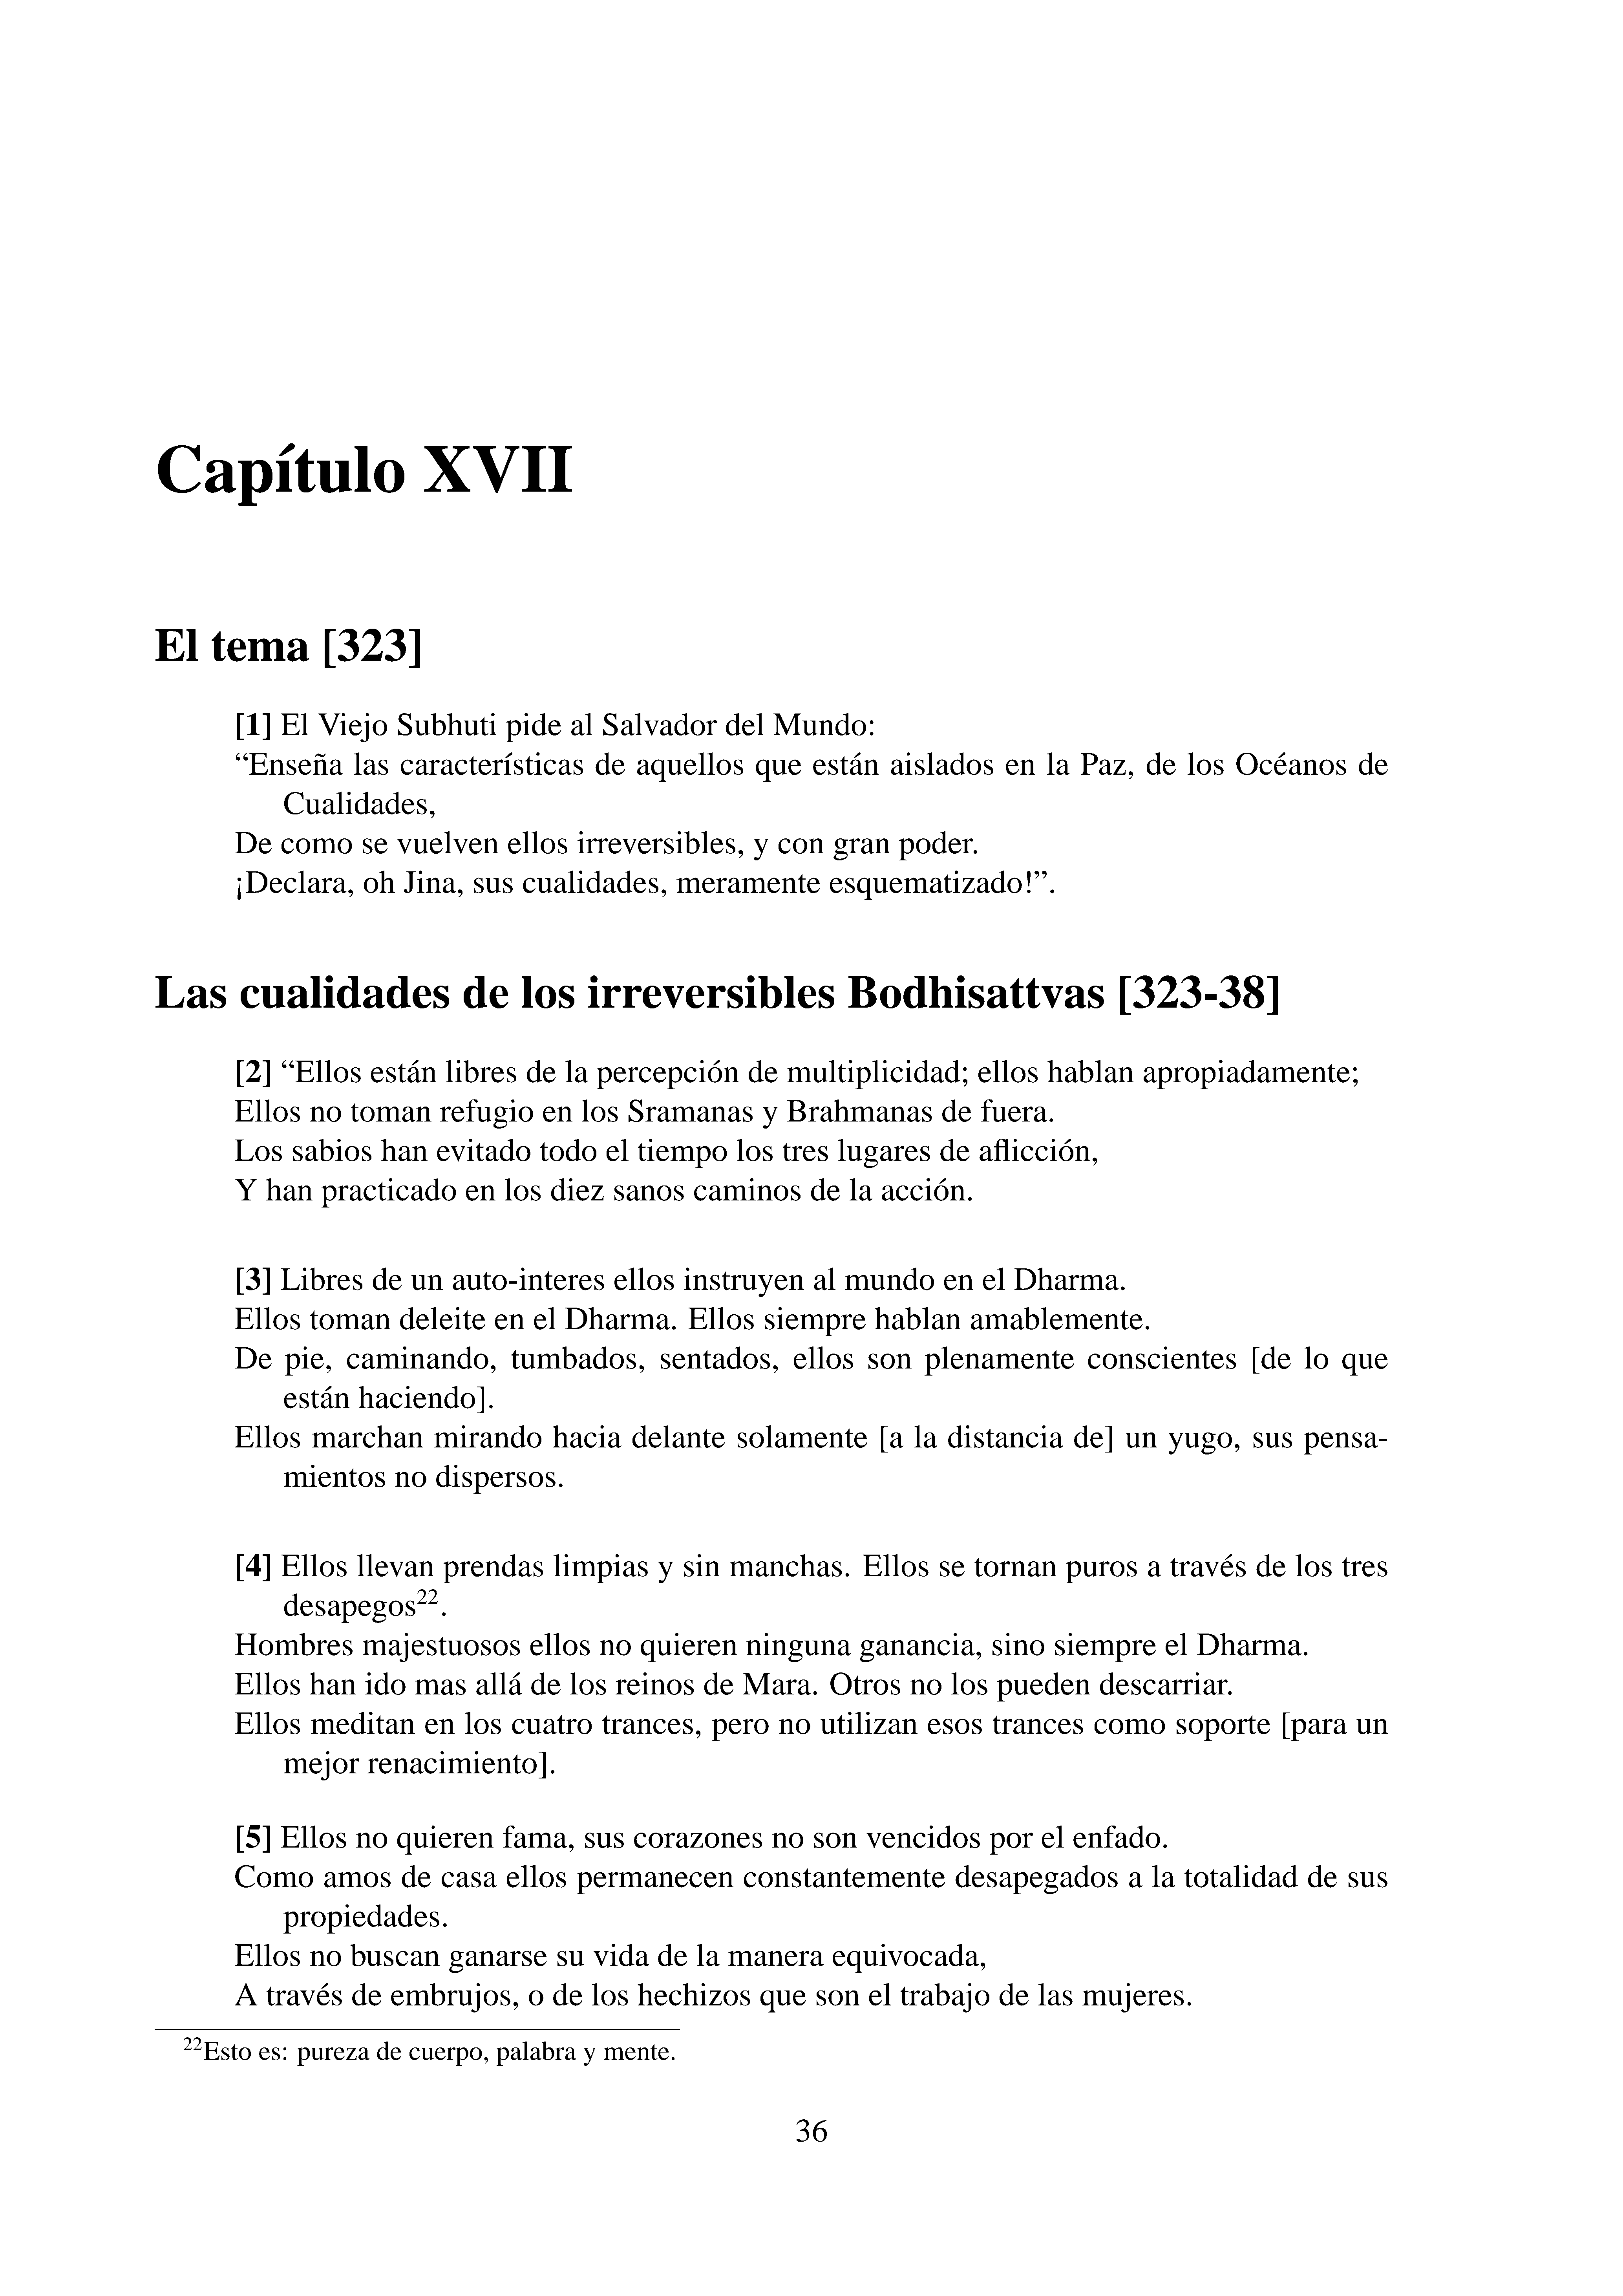 Capítulo XVII
El tema [323]
[1] El Viejo Subhuti pide al Salvador del Mundo:
“Enseña las características de aquellos que están aislados en la Paz, de los Océanos de
Cualidades,
De como se vuelven ellos irreversibles, y con gran poder.
¡Declara, oh Jina, sus cualidades, meramente esquematizado!”.
Las cualidades de los irreversibles Bodhisattvas [323-38]
[2] “Ellos están libres de la percepción de multiplicidad; ellos hablan apropiadamente;
Ellos no toman refugio en los Sramanas y Brahmanas de fuera.
Los sabios han evitado todo el tiempo los tres lugares de aflicción,
Y han practicado en los diez sanos caminos de la acción.
[3] Libres de un auto-interes ellos instruyen al mundo en el Dharma.
Ellos toman deleite en el Dharma. Ellos siempre hablan amablemente.
De pie, caminando, tumbados, sentados, ellos son plenamente conscientes [de lo que
están haciendo].
Ellos marchan mirando hacia delante solamente [a la distancia de] un yugo, sus pensa-
mientos no dispersos.
[4] Ellos llevan prendas limpias y sin manchas. Ellos se tornan puros a través de los tres
desapegos22.
Hombres majestuosos ellos no quieren ninguna ganancia, sino siempre el Dharma.
Ellos han ido mas allá de los reinos de Mara. Otros no los pueden descarriar.
Ellos meditan en los cuatro trances, pero no utilizan esos trances como soporte [para un
mejor renacimiento].
[5] Ellos no quieren fama, sus corazones no son vencidos por el enfado.
Como amos de casa ellos permanecen constantemente desapegados a la totalidad de sus
propiedades.
Ellos no buscan ganarse su vida de la manera equivocada,
A través de embrujos, o de los hechizos que son el trabajo de las mujeres.
22Esto es: pureza de cuerpo, palabra y mente.
36